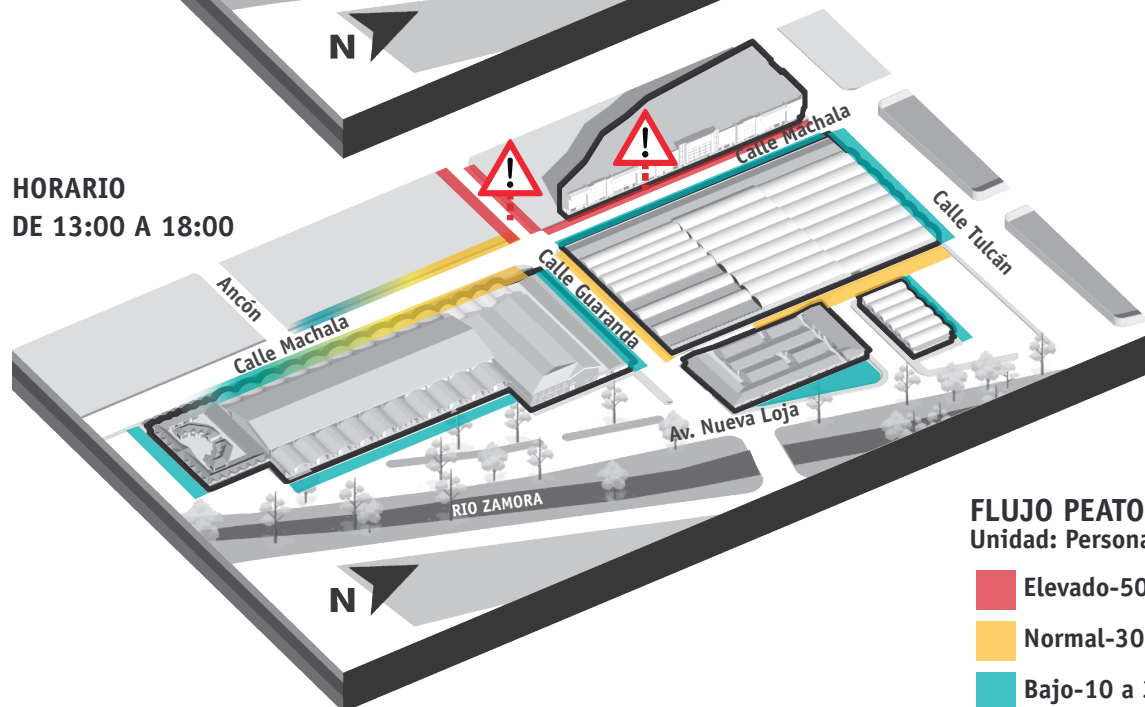 N
HORARIO
DE 13:00 A 18:00
Calle Machala
Calle Tulcán
Calle Guaranda
Ancón
Calle Machala
Av. Nueva Loja
RIO ZAMORA
N
FLUJO PEATO
Unidad: Persona
Elevado-50
Normal-30
Bajo-10 a